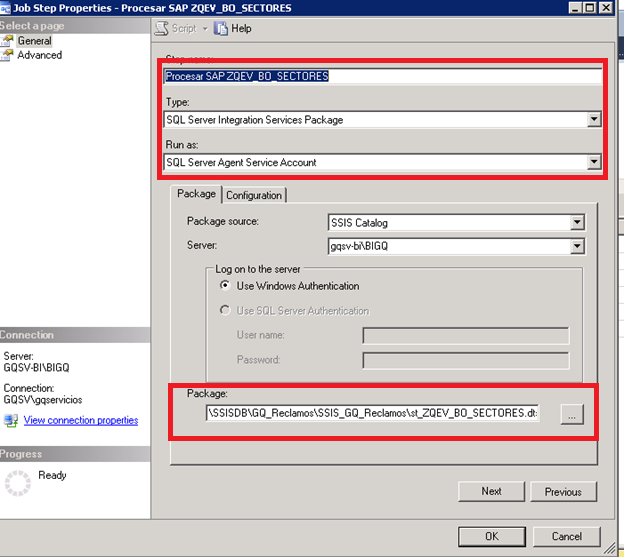 Job Step Properties - Procesar SAP ZQEV_BO_SECTORES
Select a page
General
Advanced
Script
Help
Procesar SAP ZQEV_BO_SECTORES
Type:
SQL Server Integration Services Package
Run as:
SQL Server Agent Service Account
Package
Configuration
Package source:
SSIS Catalog
Server:
gqsv-bi\BIGQ
Log on to the server
Use Windows Authentication
Use SQL Server Authentication
User name:
Password:
Connection
Server:
GQSV-BI\BIGQ
Connection:
GQSV\gqservicios
View connection properties
Package:
\SSISDB\GQ_Reclamos\SSIS_GQ_Reclamos\st_ZQEV_BO_SECTORES.dt
...
Progress
Ready
Next
Previous
OK
Cancel